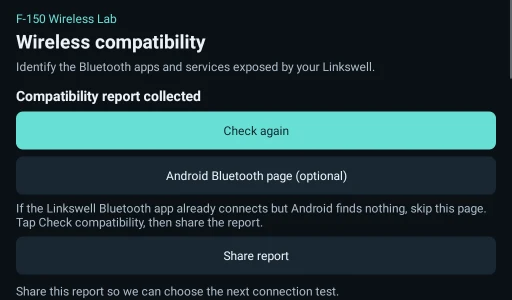 F-150 Wireless Lab
Wireless compatibility
Identify the Bluetooth apps and services exposed by your Linkswell.
Compatibility report collected
Check again
Android Bluetooth page (optional)
If the Linkswell Bluetooth app already connects but Android finds nothing, skip this page.
Tap Check compatibility, then share the report.
Share report
Share this report so we can choose the next connection test.